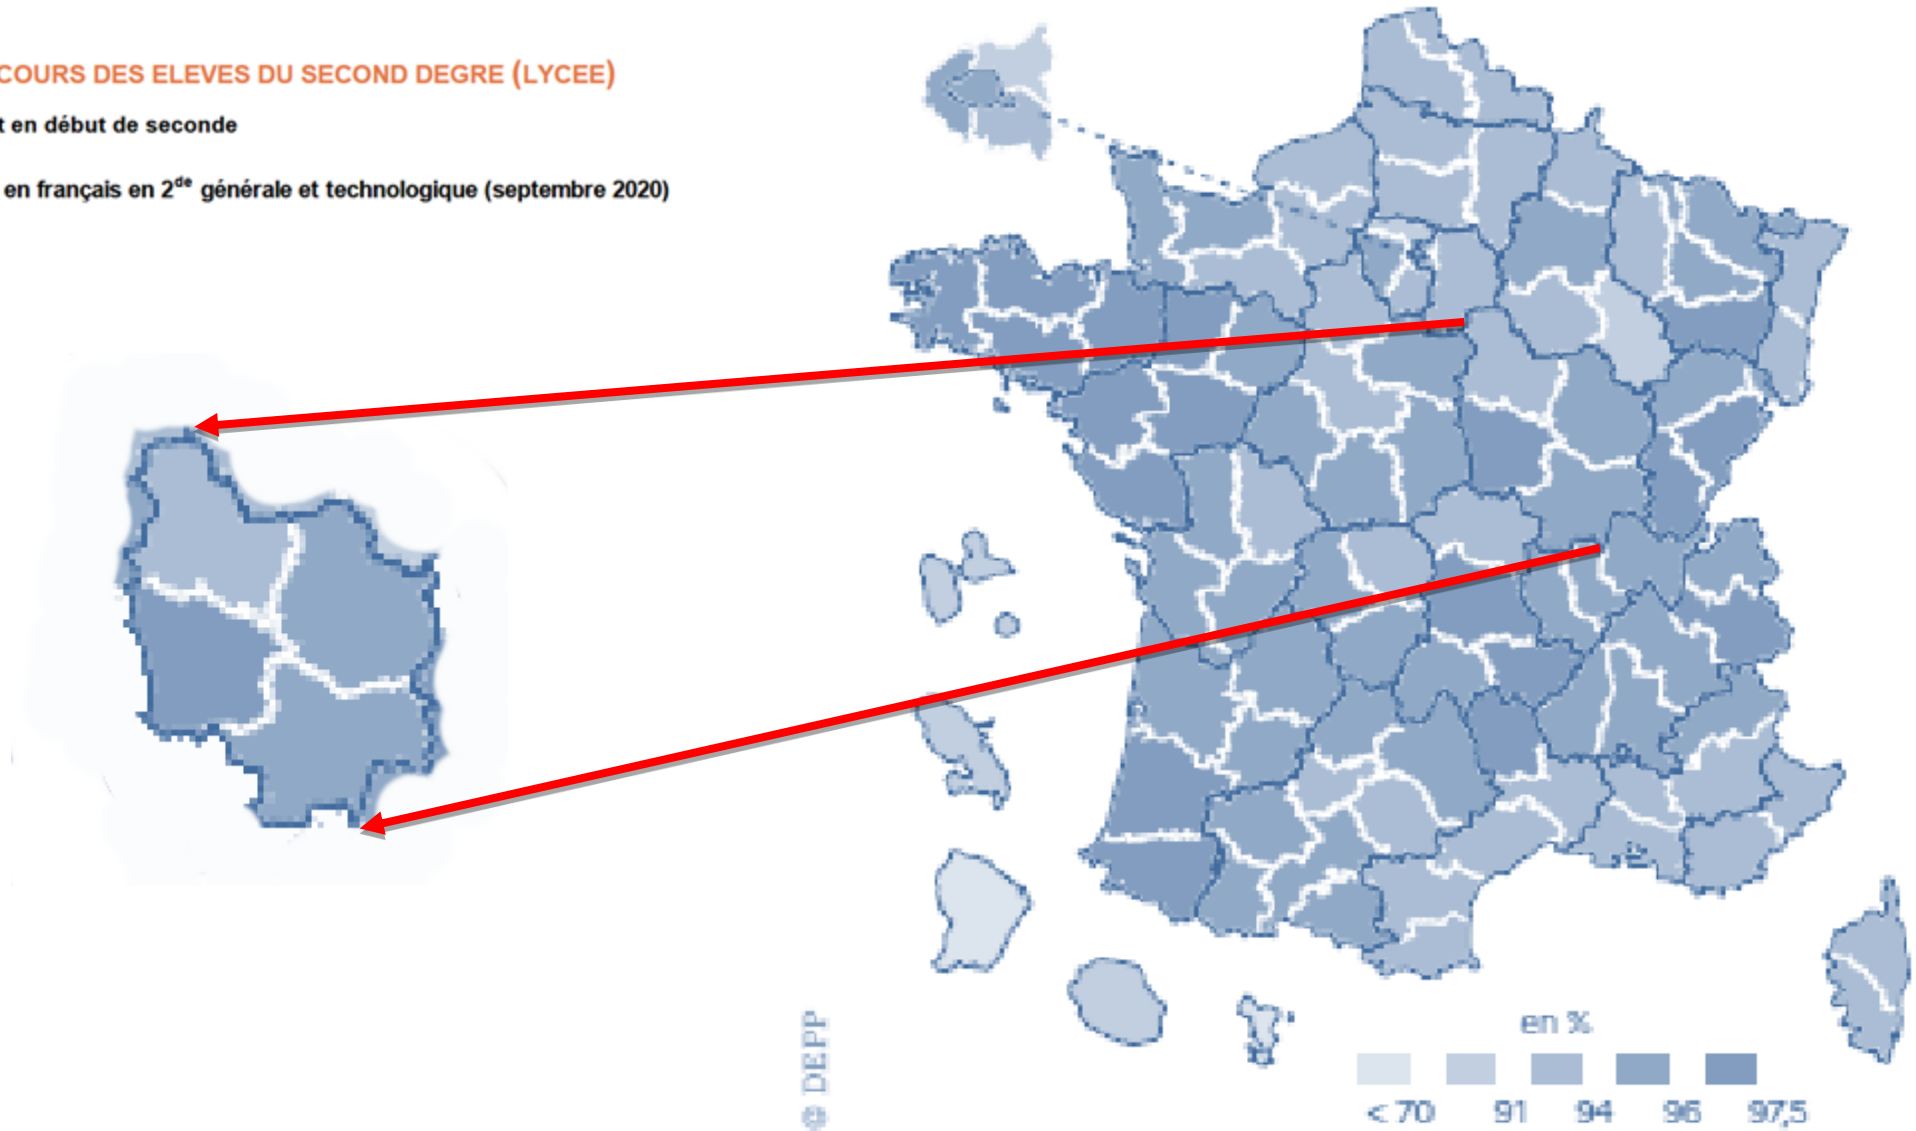 COURS DES ELEVES DU SECOND DEGRE (LYCEE)
t en début de seconde
en français en 2de générale et technologique (septembre 2020)
© DEPP
en %
< 70 91 94 96 97,5